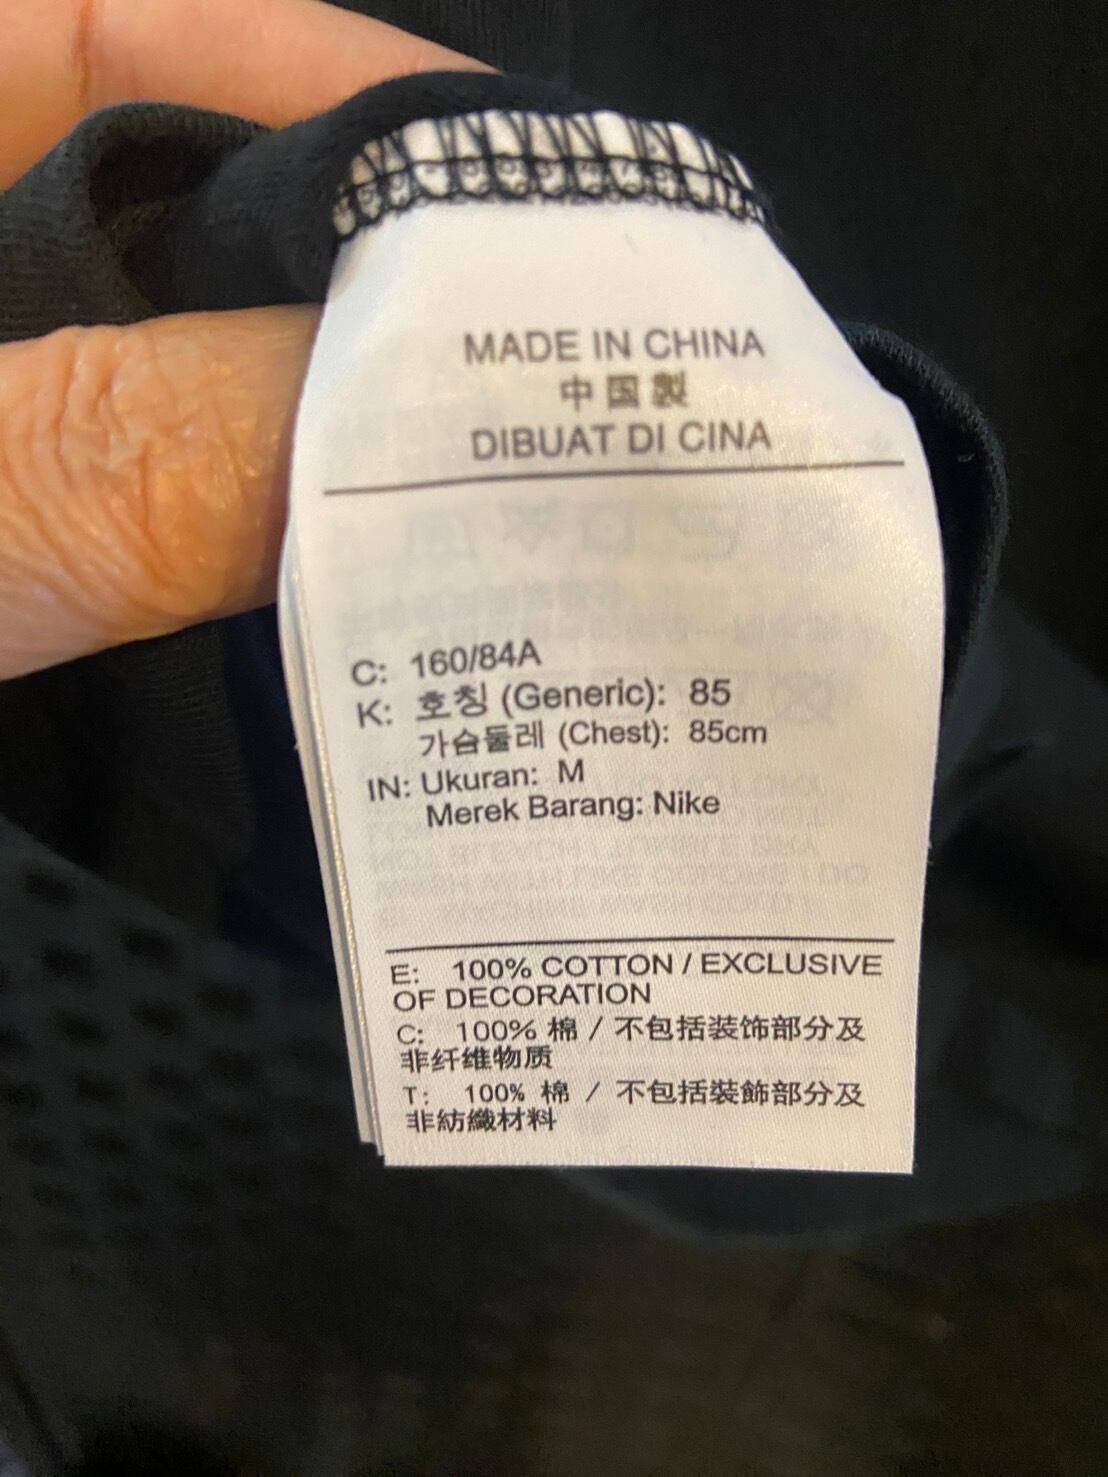 MADE IN CHINA
中国製
DIBUAT DI CINA
C: 160/84A
K: 호칭 (Generic): 85
가슴둘레 (Chest): 85cm
IN: Ukuran: M
Merek Barang: Nike
E: 100% COTTON / EXCLUSIVE
OF DECORATION
C: 100% 棉 / 不包括装饰部分及
非纤维物质
T: 100% 棉 / 不包括裝飾部分及
非紡織材料